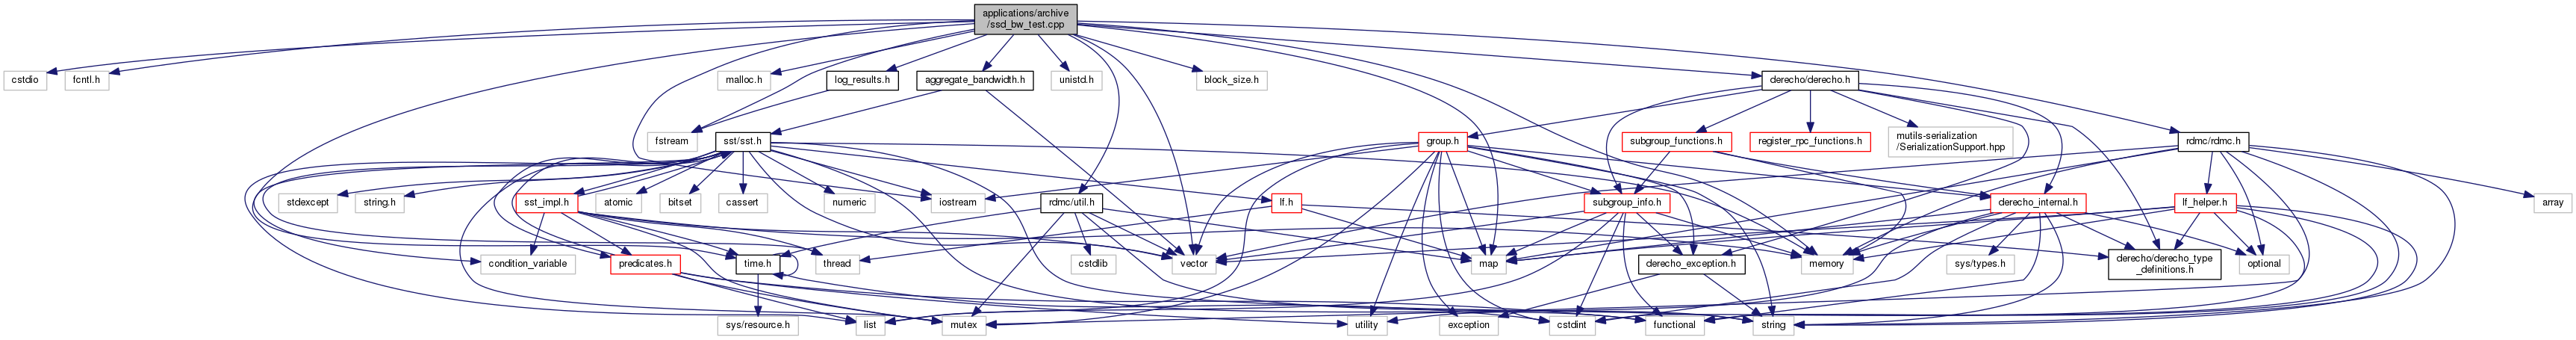 applications/archive
/ssd_bw_test.cpp
cstdio
fcntl.h
malloc.h
log_results.h
aggregate_bandwidth.h
unistd.h
block_size.h
derecho/derecho.h
fstream
sst/sst.h
group.h
subgroup_functions.h
register_rpc_functions.h
mutils-serialization
/SerializationSupport.hpp
rdmc/rdmc.h
stdexcept
string.h
sst_impl.h
atomic
bitset
cassert
numeric
iostream
rdmc/util.h
lf.h
subgroup_info.h
derecho_internal.h
lf_helper.h
array
condition_variable
predicates.h
time.h
thread
cstdlib
vector
map
derecho_exception.h
memory
sys/types.h
derecho/derecho_type
_definitions.h
optional
sys/resource.h
list
mutex
utility
exception
cstdint
functional
string